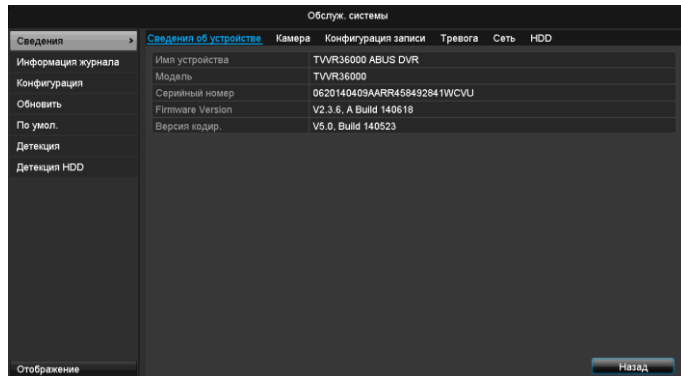 Обслуж. системы
Сведения >
Сведения об устройстве Камера Конфигурация записи Тревога Сеть HDD
Информация журнала
Конфигурация
Обновить
По умол.
Детекция
Детекция HDD
Имя устройства TVVR36000 ABUS DVR
Модель TVVR36000
Серийный номер 0620140409AARR458492841WCVU
Firmware Version V2.3.6, A Build 140618
Версия кодир. V5.0, Build 140523
Отображение
Назад